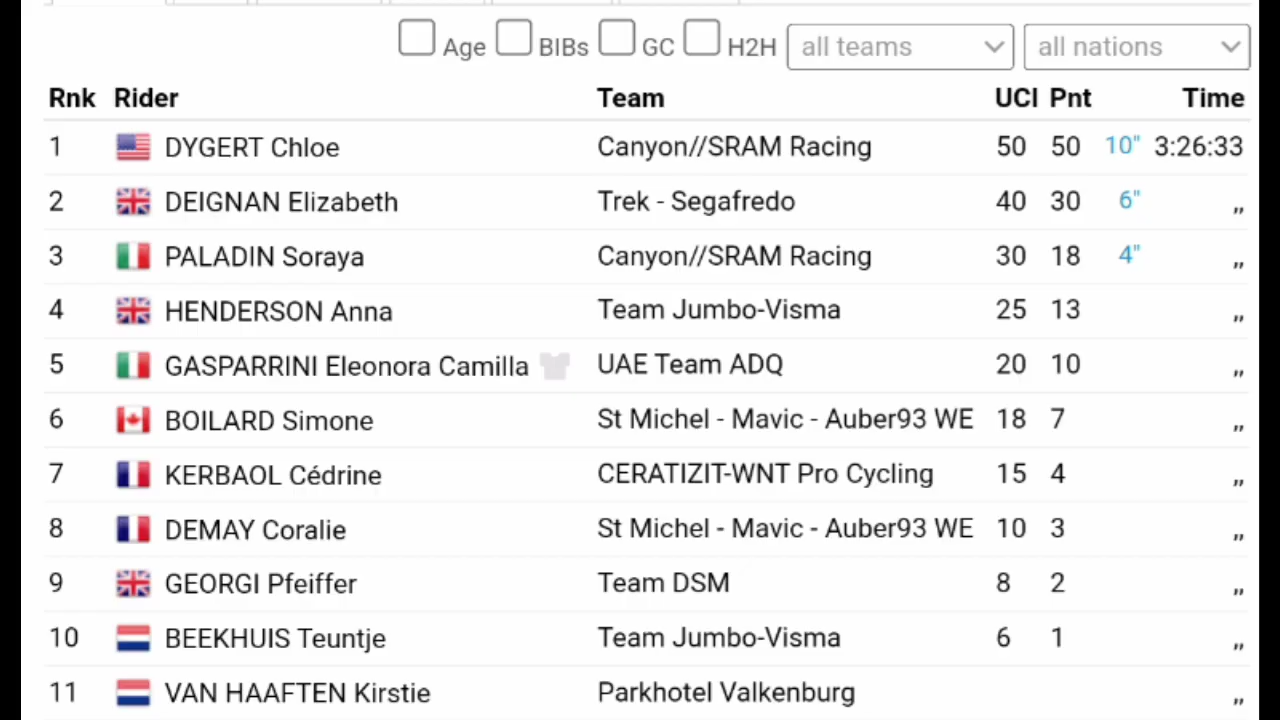 Age BIBs GC H2H all teams all nations
Rnk Rider Team UCI Pnt Time
1 DYGERT Chloe Canyon//SRAM Racing 50 50 10" 3:26:33
2 DEIGNAN Elizabeth Trek - Segafredo 40 30 6" ,,
3 PALADIN Soraya Canyon//SRAM Racing 30 18 4" ,,
4 HENDERSON Anna Team Jumbo-Visma 25 13 ,,
5 GASPARRINI Eleonora Camilla UAE Team ADQ 20 10 ,,
6 BOILARD Simone St Michel - Mavic - Auber93 WE 18 7 ,,
7 KERBAOL Cédrine CERATIZIT-WNT Pro Cycling 15 4 ,,
8 DEMAY Coralie St Michel - Mavic - Auber93 WE 10 3 ,,
9 GEORGI Pfeiffer Team DSM 8 2 ,,
10 BEEKHUIS Teuntje Team Jumbo-Visma 6 1 ,,
11 VAN HAAFTEN Kirstie Parkhotel Valkenburg ,,